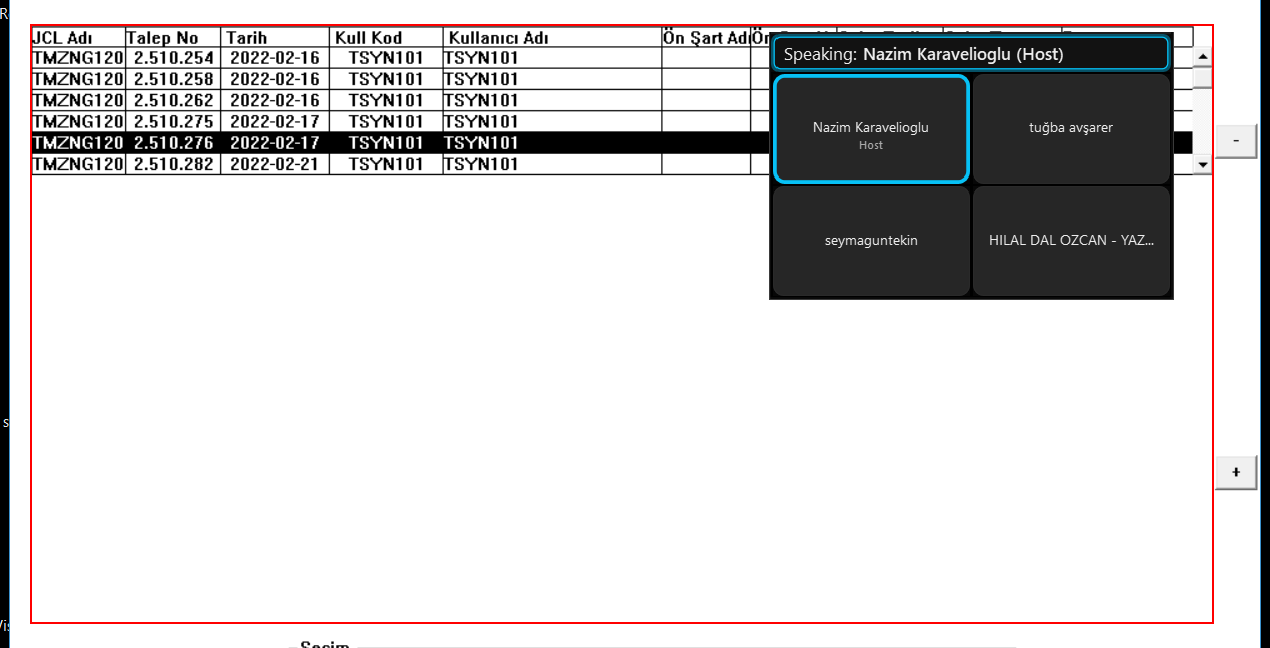 R
JCL Adı Talep No Tarih Kull Kod Kullanıcı Adı Ön Şart Adı Ön
TMZNG120 2.510.254 2022-02-16 TSYN101 TSYN101
TMZNG120 2.510.258 2022-02-16 TSYN101 TSYN101
TMZNG120 2.510.262 2022-02-16 TSYN101 TSYN101
TMZNG120 2.510.275 2022-02-17 TSYN101 TSYN101
TMZNG120 2.510.276 2022-02-17 TSYN101 TSYN101
TMZNG120 2.510.282 2022-02-21 TSYN101 TSYN101
Speaking: Nazim Karavelioglu (Host)
Nazim Karavelioglu
Host
tuğba avşarer
seymaguntekin
HILAL DAL OZCAN - YAZ...
-
+
s
Vis
Seçim